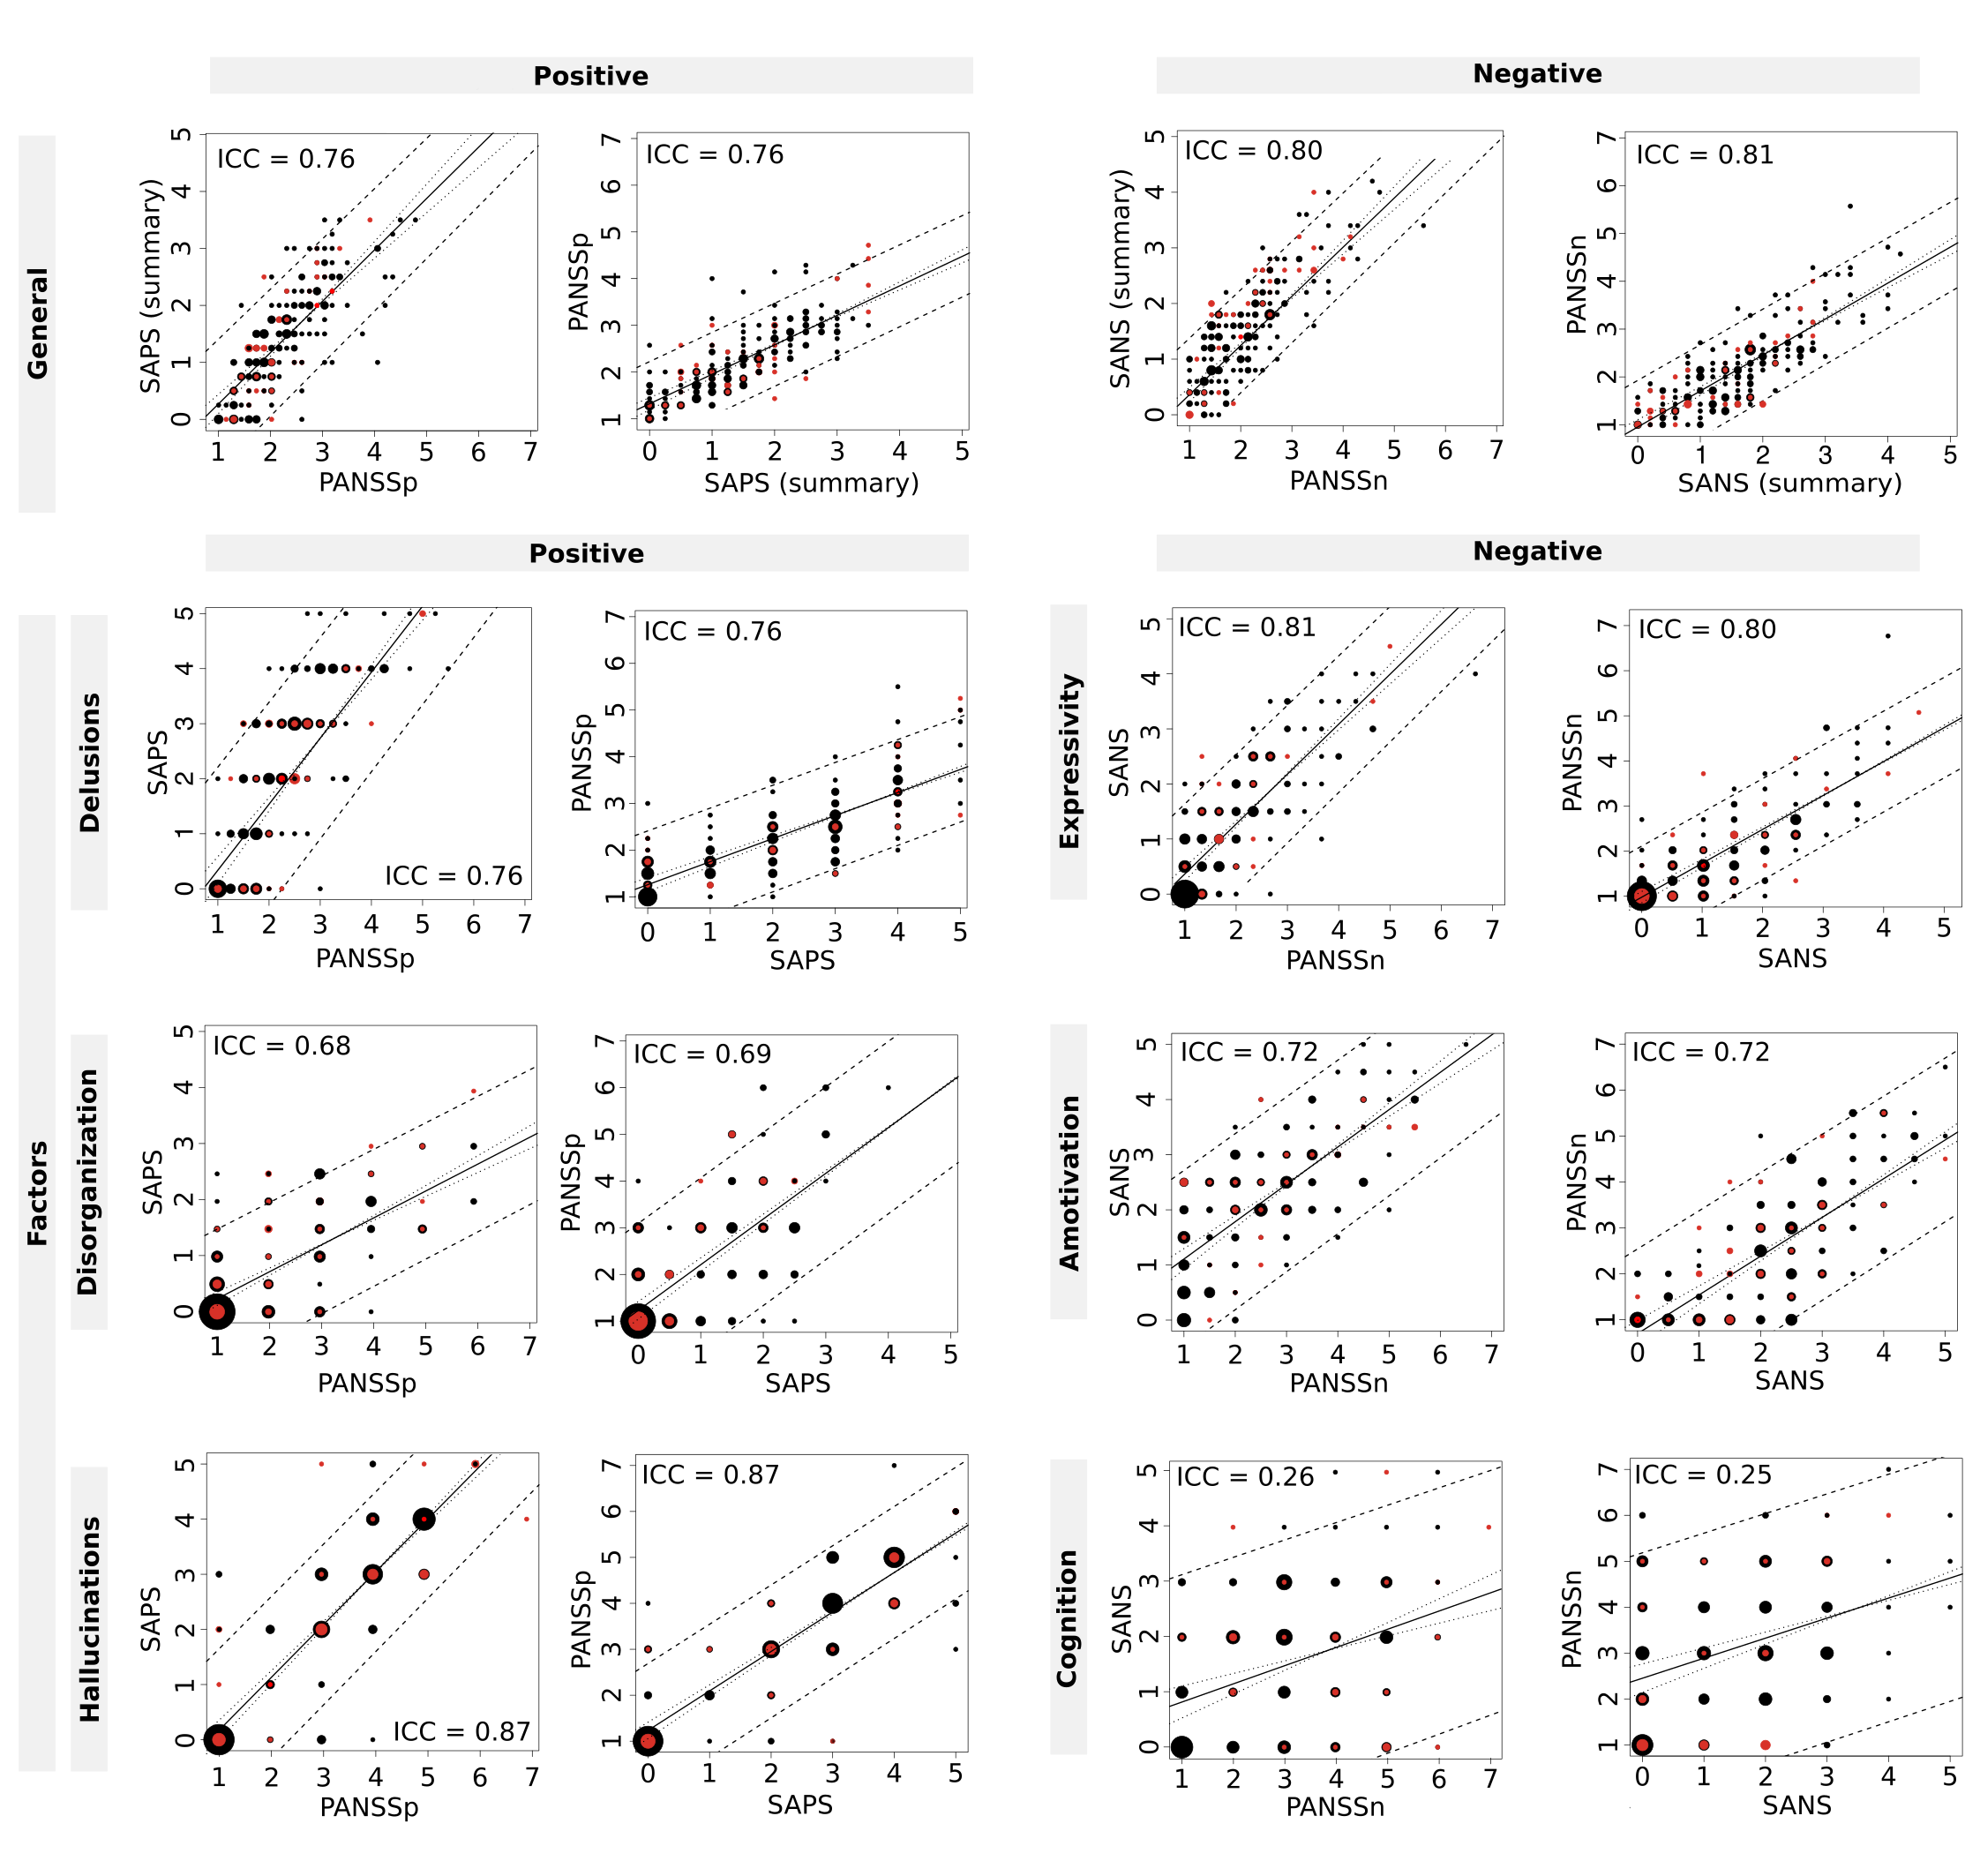 Positive
Negative
General
ICC = 0.76
SAPS (summary)
0 1 2 3 4 5
1 2 3 4 5 6 7
PANSSp
ICC = 0.76
PANSSp
1 2 3 4 5 6 7
0 1 2 3 4 5
SAPS (summary)
ICC = 0.80
SANS (summary)
0 1 2 3 4 5
1 2 3 4 5 6 7
PANSSn
ICC = 0.81
PANSSn
1 2 3 4 5 6 7
0 1 2 3 4 5
SANS (summary)
Positive
Negative
Factors
Delusions
ICC = 0.76
SAPS
0 1 2 3 4 5
1 2 3 4 5 6 7
PANSSp
ICC = 0.76
PANSSp
1 2 3 4 5 6 7
0 1 2 3 4 5
SAPS
Expressivity
ICC = 0.81
SANS
0 1 2 3 4 5
1 2 3 4 5 6 7
PANSSn
ICC = 0.80
PANSSn
1 2 3 4 5 6 7
0 1 2 3 4 5
SANS
Disorganization
ICC = 0.68
SAPS
0 1 2 3 4 5
1 2 3 4 5 6 7
PANSSp
ICC = 0.69
PANSSp
1 2 3 4 5 6 7
0 1 2 3 4 5
SAPS
Amotivation
ICC = 0.72
SANS
0 1 2 3 4 5
1 2 3 4 5 6 7
PANSSn
ICC = 0.72
PANSSn
1 2 3 4 5 6 7
0 1 2 3 4 5
SANS
Hallucinations
ICC = 0.87
SAPS
0 1 2 3 4 5
1 2 3 4 5 6 7
PANSSp
ICC = 0.87
PANSSp
1 2 3 4 5 6 7
0 1 2 3 4 5
SAPS
Cognition
ICC = 0.26
SANS
0 1 2 3 4 5
1 2 3 4 5 6 7
PANSSn
ICC = 0.25
PANSSn
1 2 3 4 5 6 7
0 1 2 3 4 5
SANS